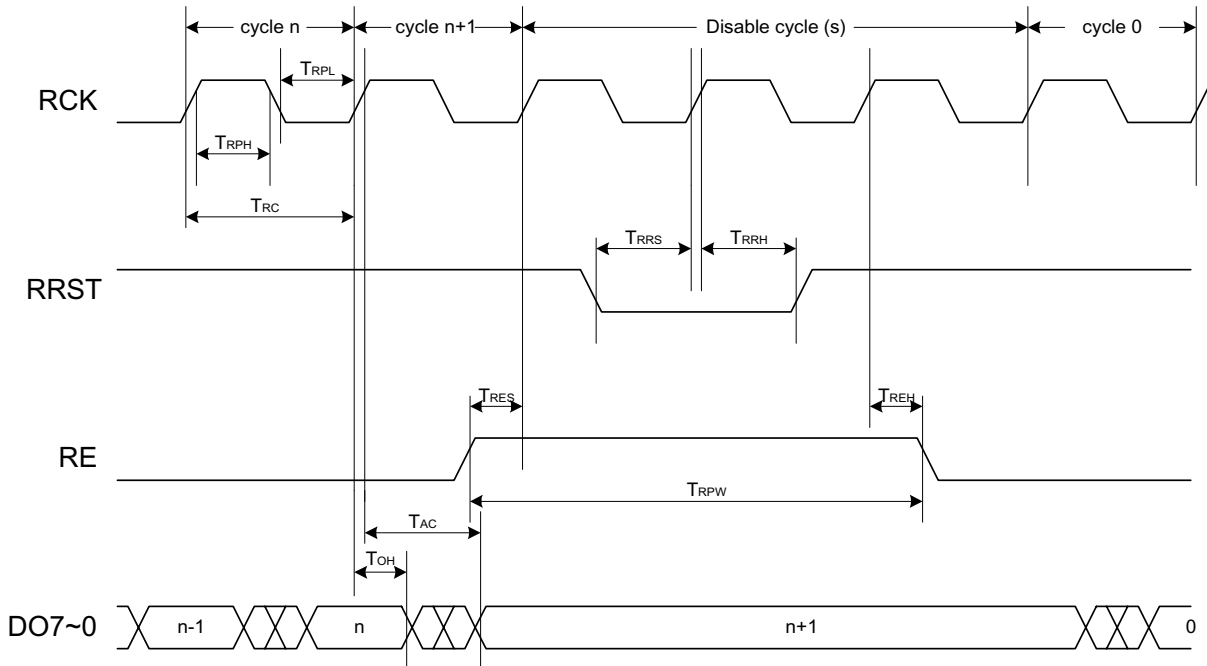 cycle n cycle n+1 Disable cycle (s) cycle 0
TRPL
RCK
TRPH
TRC
TRRS TRRH
RRST
TRES TREH
RE
TRPW
TAC
TOH
DO7~0 n-1 n n+1 0